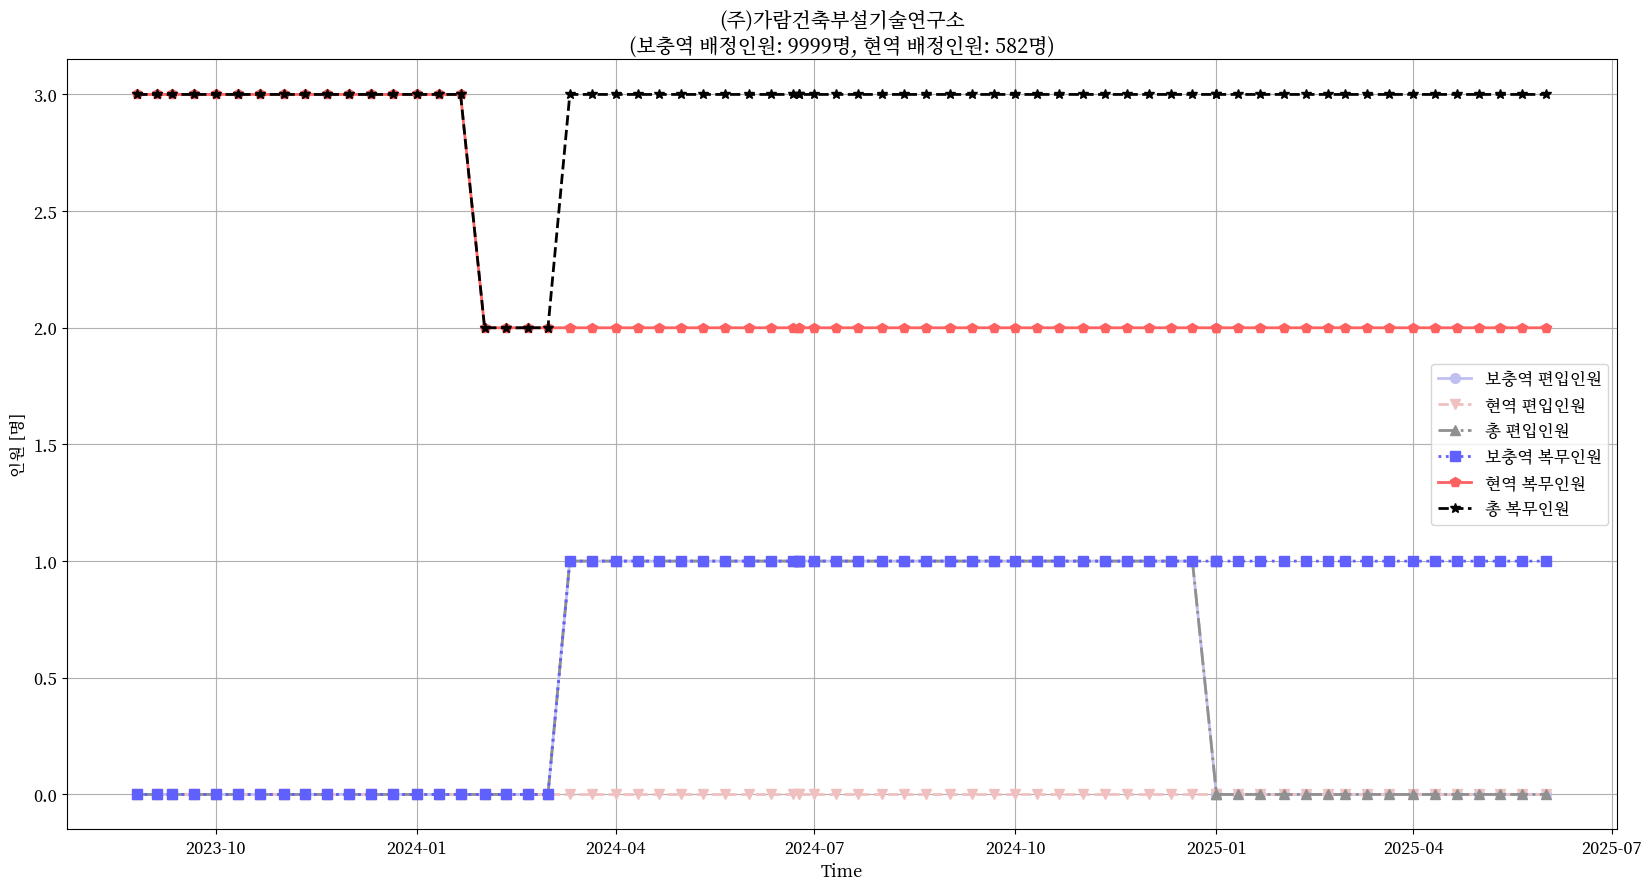 (주)가람건축부설기술연구소
(보충역 배정인원: 9999명, 현역 배정인원: 582명)
3.0
2.5
2.0
1.5
1.0
0.5
0.0
인원 [명]
보충역 편입인원
현역 편입인원
총 편입인원
보충역 복무인원
현역 복무인원
총 복무인원
2023-10
2024-01
2024-04
2024-07
2024-10
2025-01
2025-04
2025-07
Time